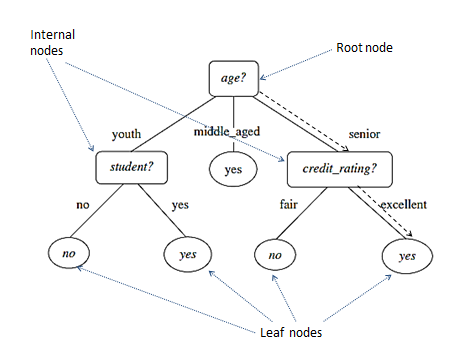 Internal
nodes
Root node
age?
youth
middle_aged
senior
student?
yes
credit_rating?
no
yes
fair
excellent
no
yes
no
yes
Leaf nodes